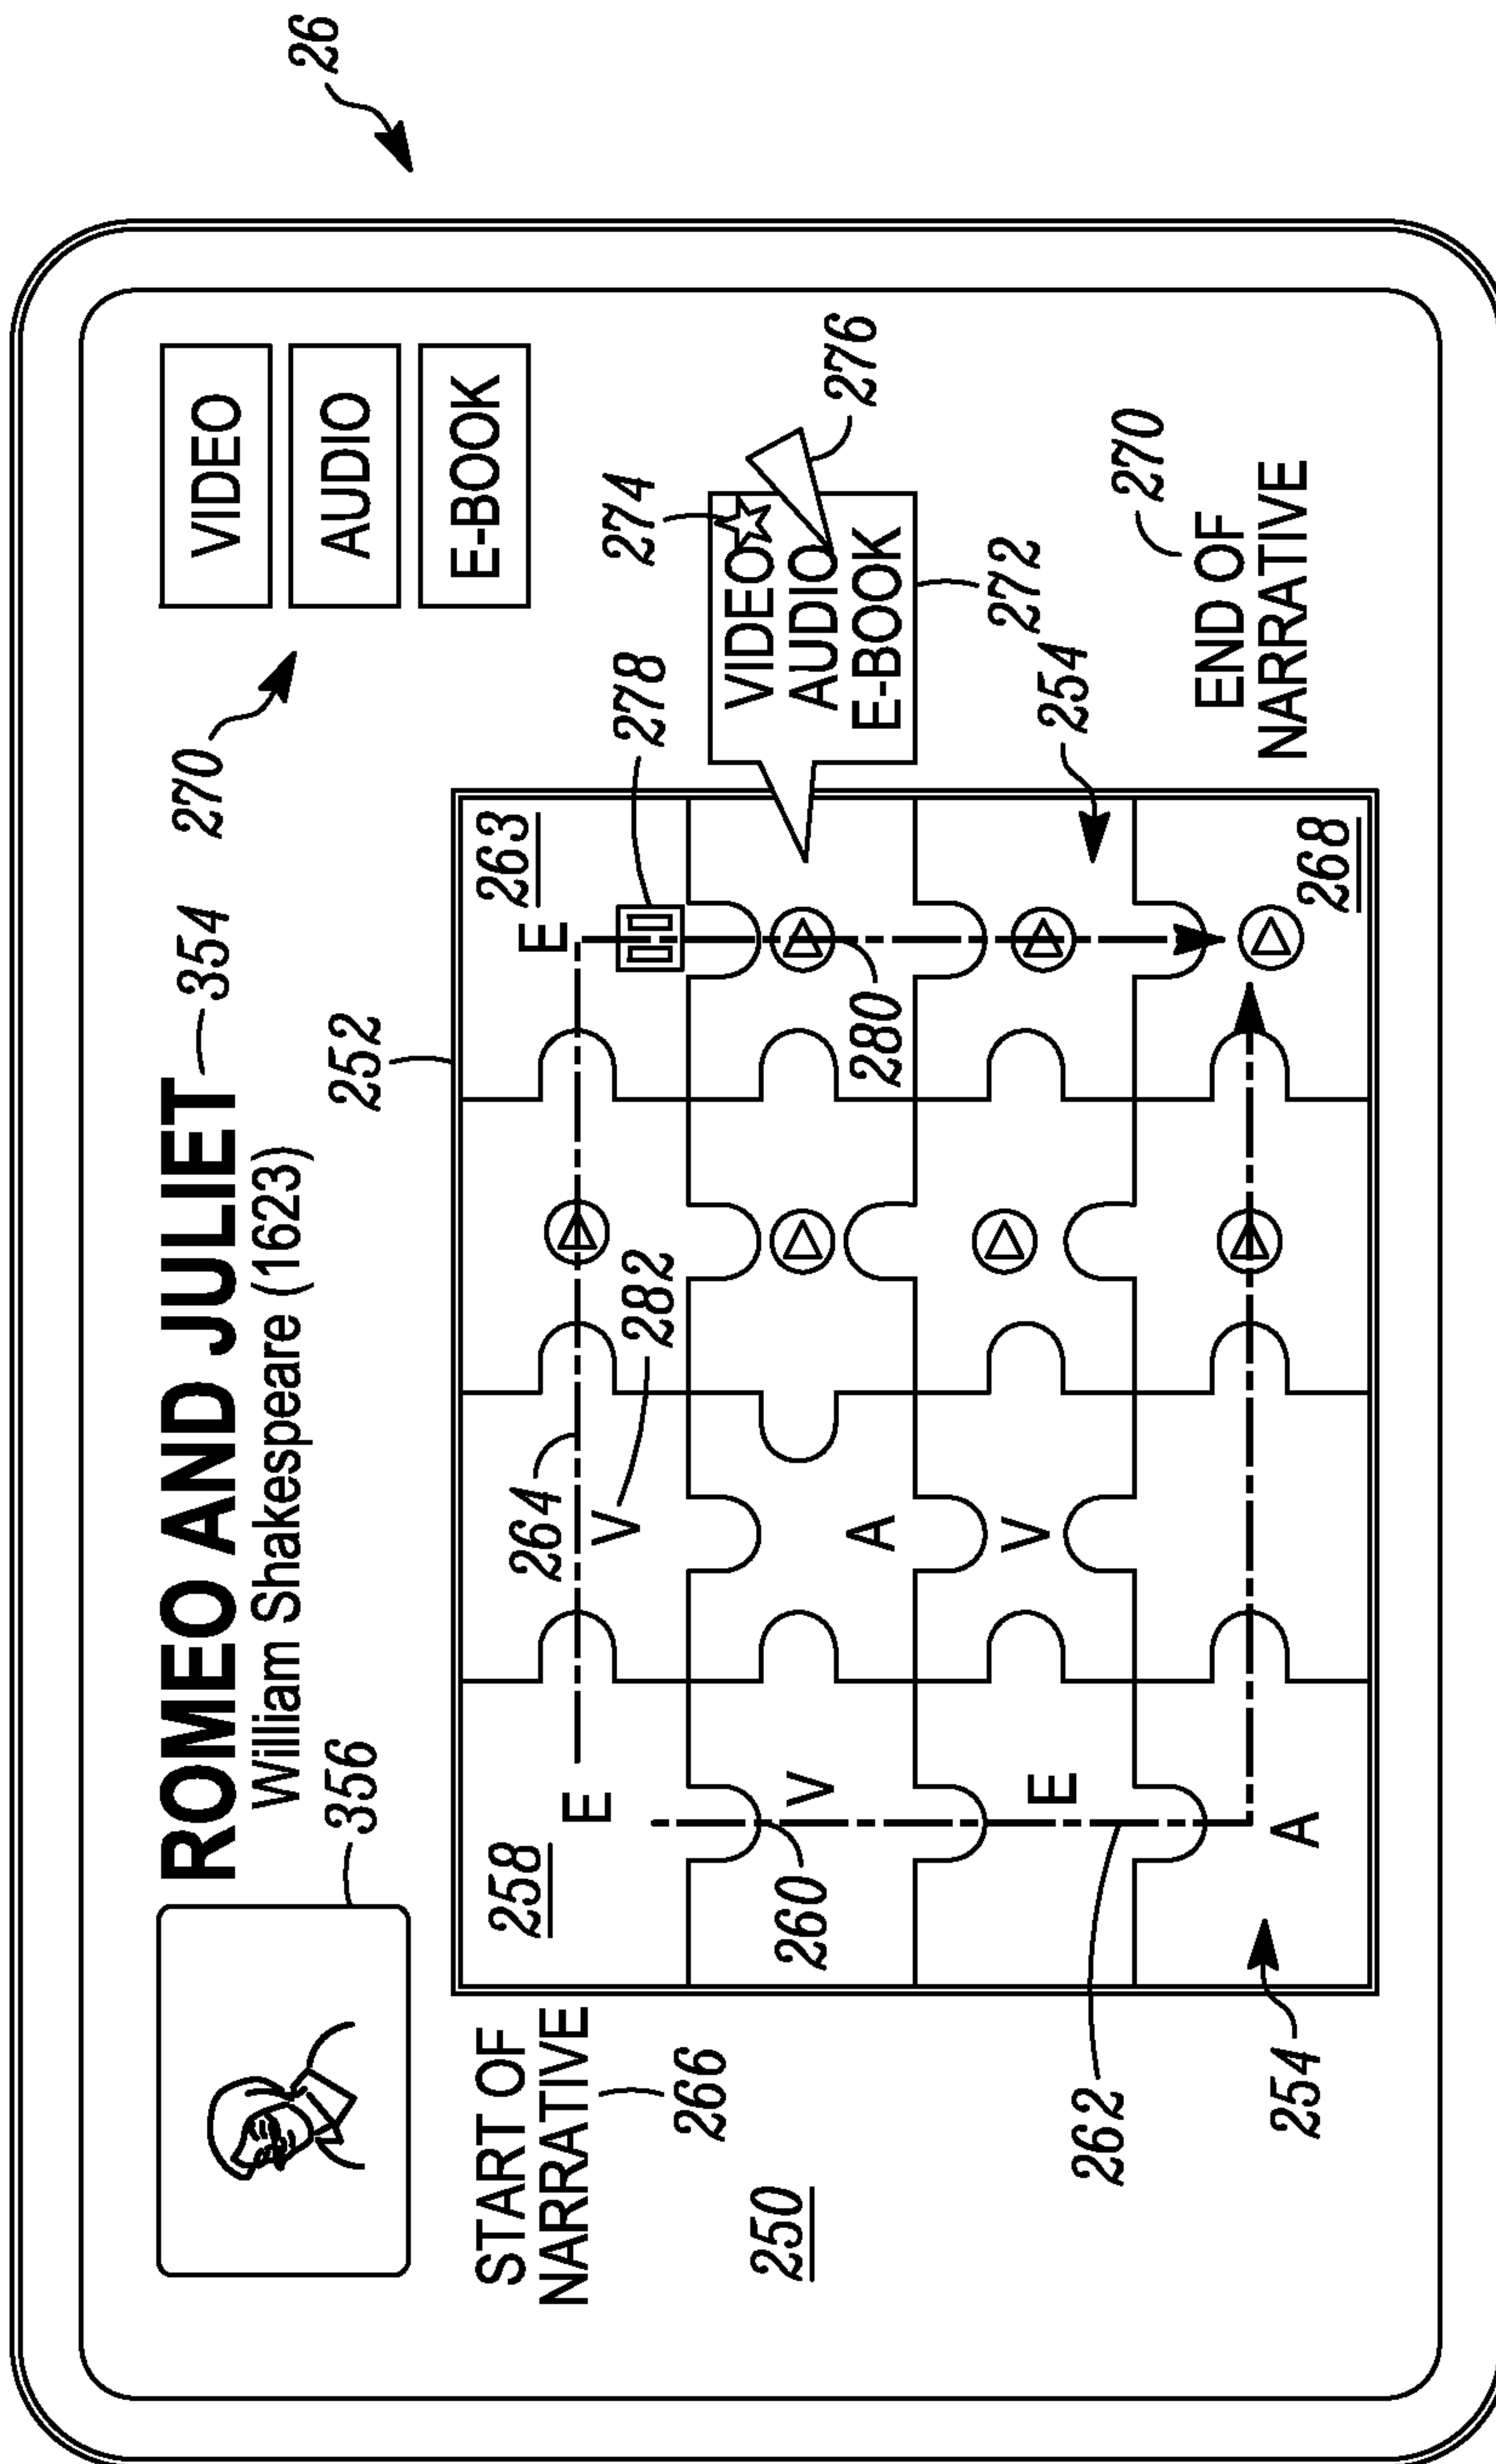 26
ROMEO AND JULIET
354
William Shakespeare (1623)
356
270
VIDEO
AUDIO
E-BOOK
252
START OF
NARRATIVE
266
250
258
E
264
V
282
E
263
278
274
VIDEO
AUDIO
E-BOOK
276
272
260
V
A
280
V
E
262
262
254
A
254
268
270
END OF
NARRATIVE